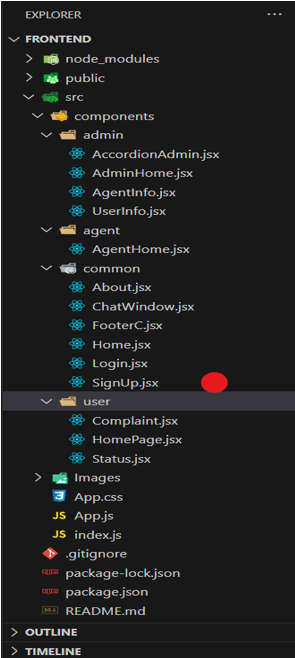 EXPLORER
FRONTEND
node_modules
public
src
components
admin
AccordionAdmin.jsx
AdminHome.jsx
AgentInfo.jsx
UserInfo.jsx
agent
AgentHome.jsx
common
About.jsx
ChatWindow.jsx
FooterC.jsx
Home.jsx
Login.jsx
SignUp.jsx
user
Complaint.jsx
HomePage.jsx
Status.jsx
Images
App.css
JS App.js
JS index.js
.gitignore
package-lock.json
package.json
README.md
OUTLINE
TIMELINE